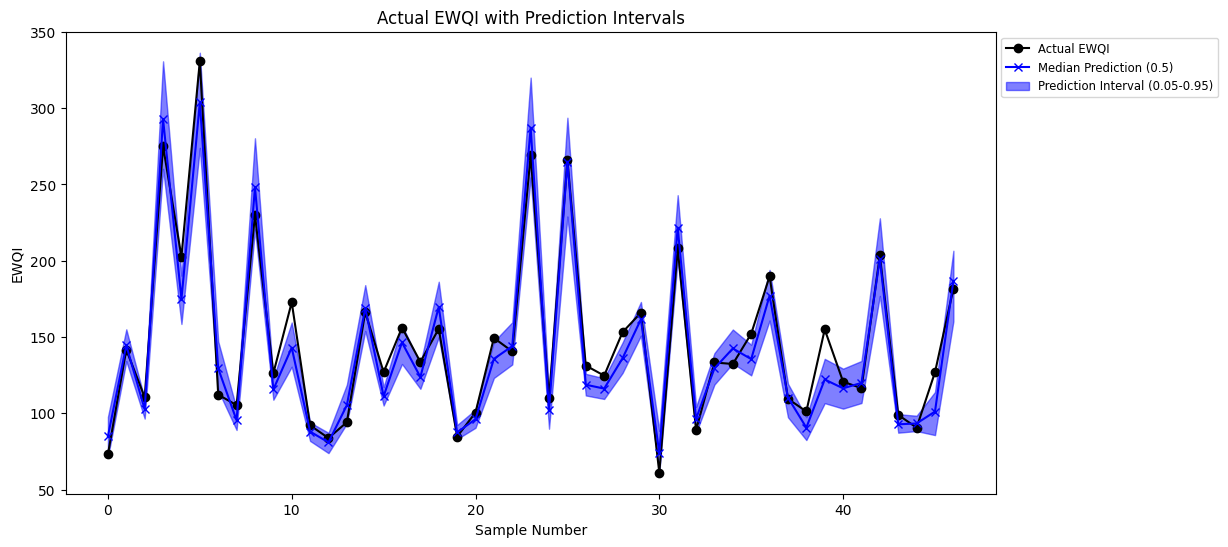 Actual EWQI with Prediction Intervals
Actual EWQI
Median Prediction (0.5)
Prediction Interval (0.05-0.95)
EWQI
350
300
250
200
150
100
50
0
10
20
30
40
Sample Number